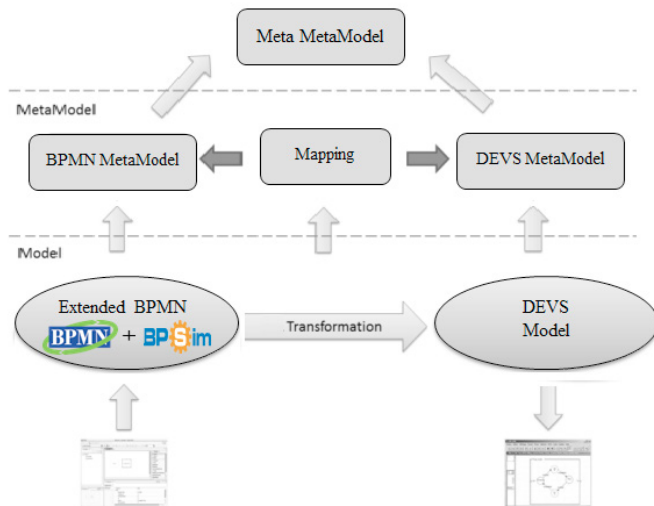 Meta MetaModel
MetaModel
BPMN MetaModel
Mapping
DEVS MetaModel
Model
Extended BPMN
BPMN + BPSim
Transformation
DEVS
Model